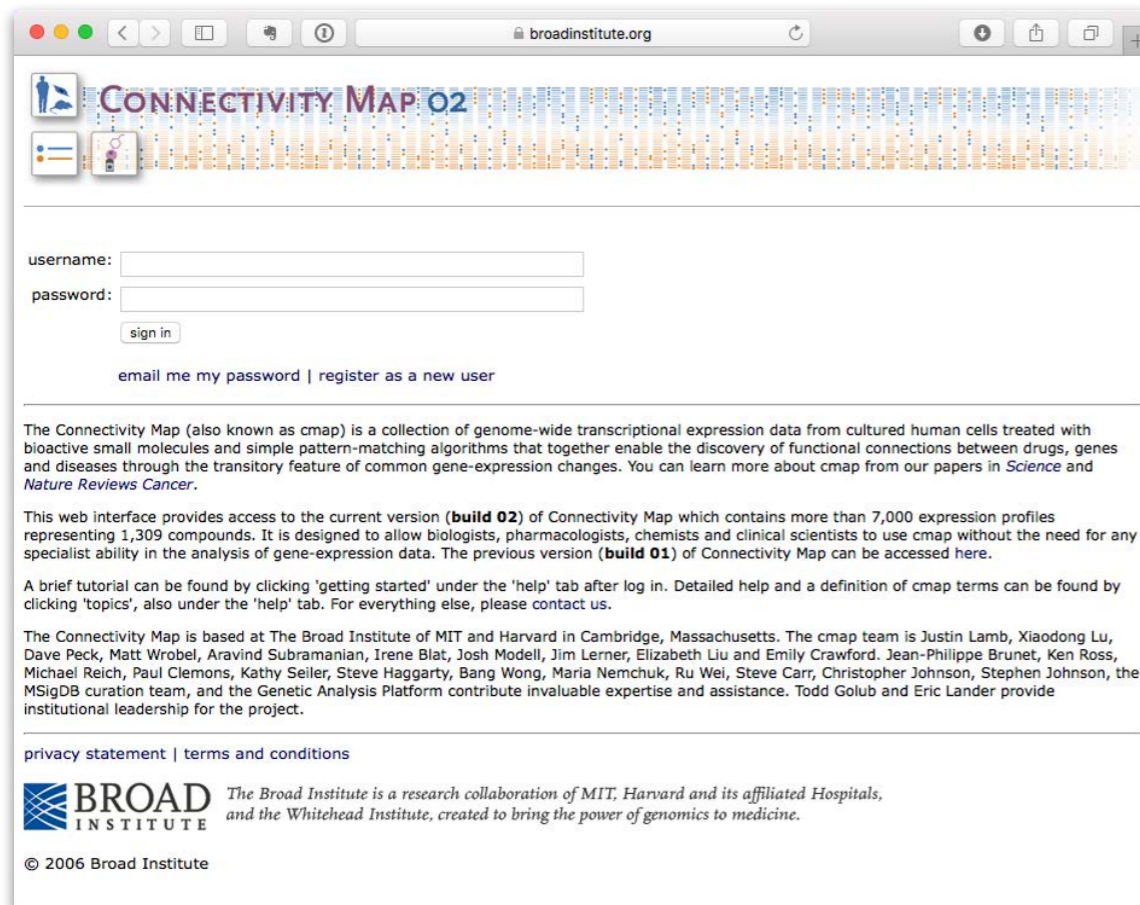 broadinstitute.org
CONNECTIVITY MAP 02
username:
password:
sign in
email me my password | register as a new user
The Connectivity Map (also known as cmap) is a collection of genome-wide transcriptional expression data from cultured human cells treated with
bioactive small molecules and simple pattern-matching algorithms that together enable the discovery of functional connections between drugs, genes
and diseases through the transitory feature of common gene-expression changes. You can learn more about cmap from our papers in Science and
Nature Reviews Cancer.
This web interface provides access to the current version (build 02) of Connectivity Map which contains more than 7,000 expression profiles
representing 1,309 compounds. It is designed to allow biologists, pharmacologists, chemists and clinical scientists to use cmap without the need for any
specialist ability in the analysis of gene-expression data. The previous version (build 01) of Connectivity Map can be accessed here.
A brief tutorial can be found by clicking 'getting started' under the 'help' tab after log in. Detailed help and a definition of cmap terms can be found by
clicking 'topics', also under the 'help' tab. For everything else, please contact us.
The Connectivity Map is based at The Broad Institute of MIT and Harvard in Cambridge, Massachusetts. The cmap team is Justin Lamb, Xiaodong Lu,
Dave Peck, Matt Wrobel, Aravind Subramanian, Irene Blat, Josh Modell, Jim Lerner, Elizabeth Liu and Emily Crawford. Jean-Philippe Brunet, Ken Ross,
Michael Reich, Paul Clemons, Kathy Seiler, Steve Haggarty, Bang Wong, Maria Nemchuk, Ru Wei, Steve Carr, Christopher Johnson, Stephen Johnson, the
MSigDB curation team, and the Genetic Analysis Platform contribute invaluable expertise and assistance. Todd Golub and Eric Lander provide
institutional leadership for the project.
privacy statement | terms and conditions
BROAD
INSTITUTE
The Broad Institute is a research collaboration of MIT, Harvard and its affiliated Hospitals,
and the Whitehead Institute, created to bring the power of genomics to medicine.
© 2006 Broad Institute